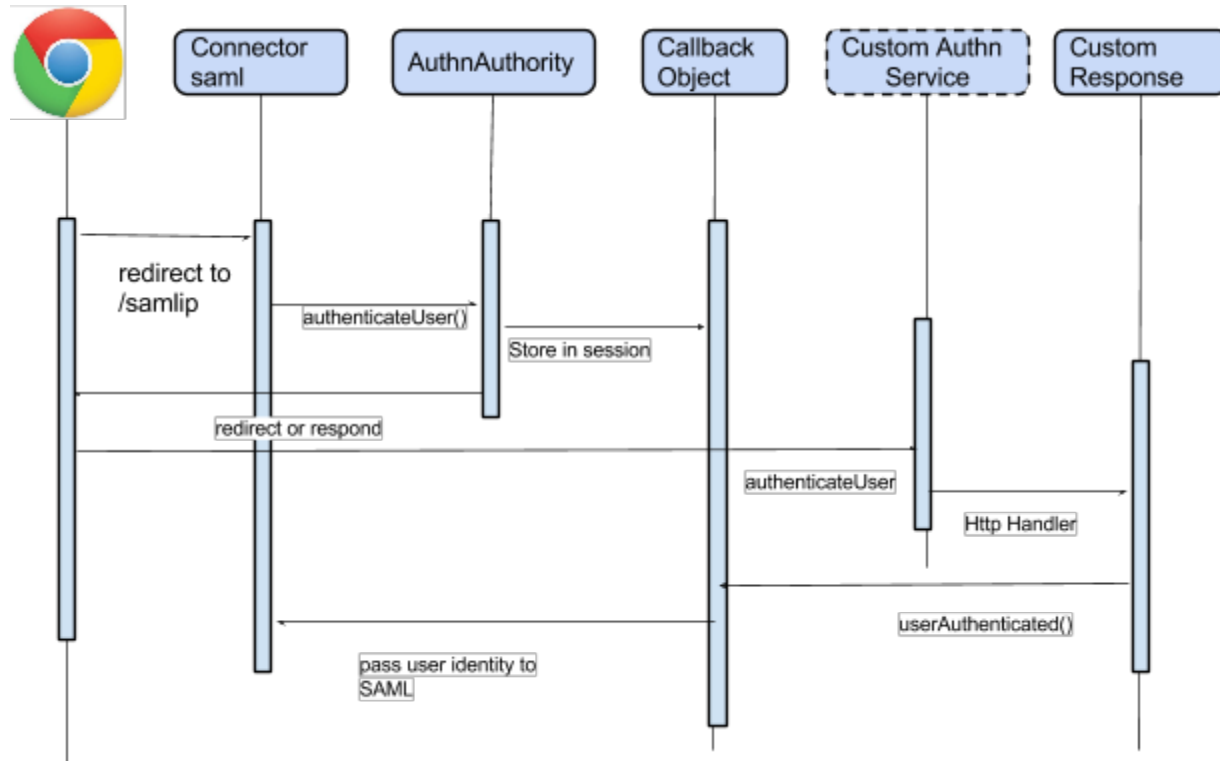 Connector
saml
AuthnAuthority
Callback
Object
Custom Authn
Service
Custom
Response
redirect to
/samlip
authenticateUser()
Store in session
redirect or respond
authenticateUser
Http Handler
userAuthenticated()
pass user identity to
SAML